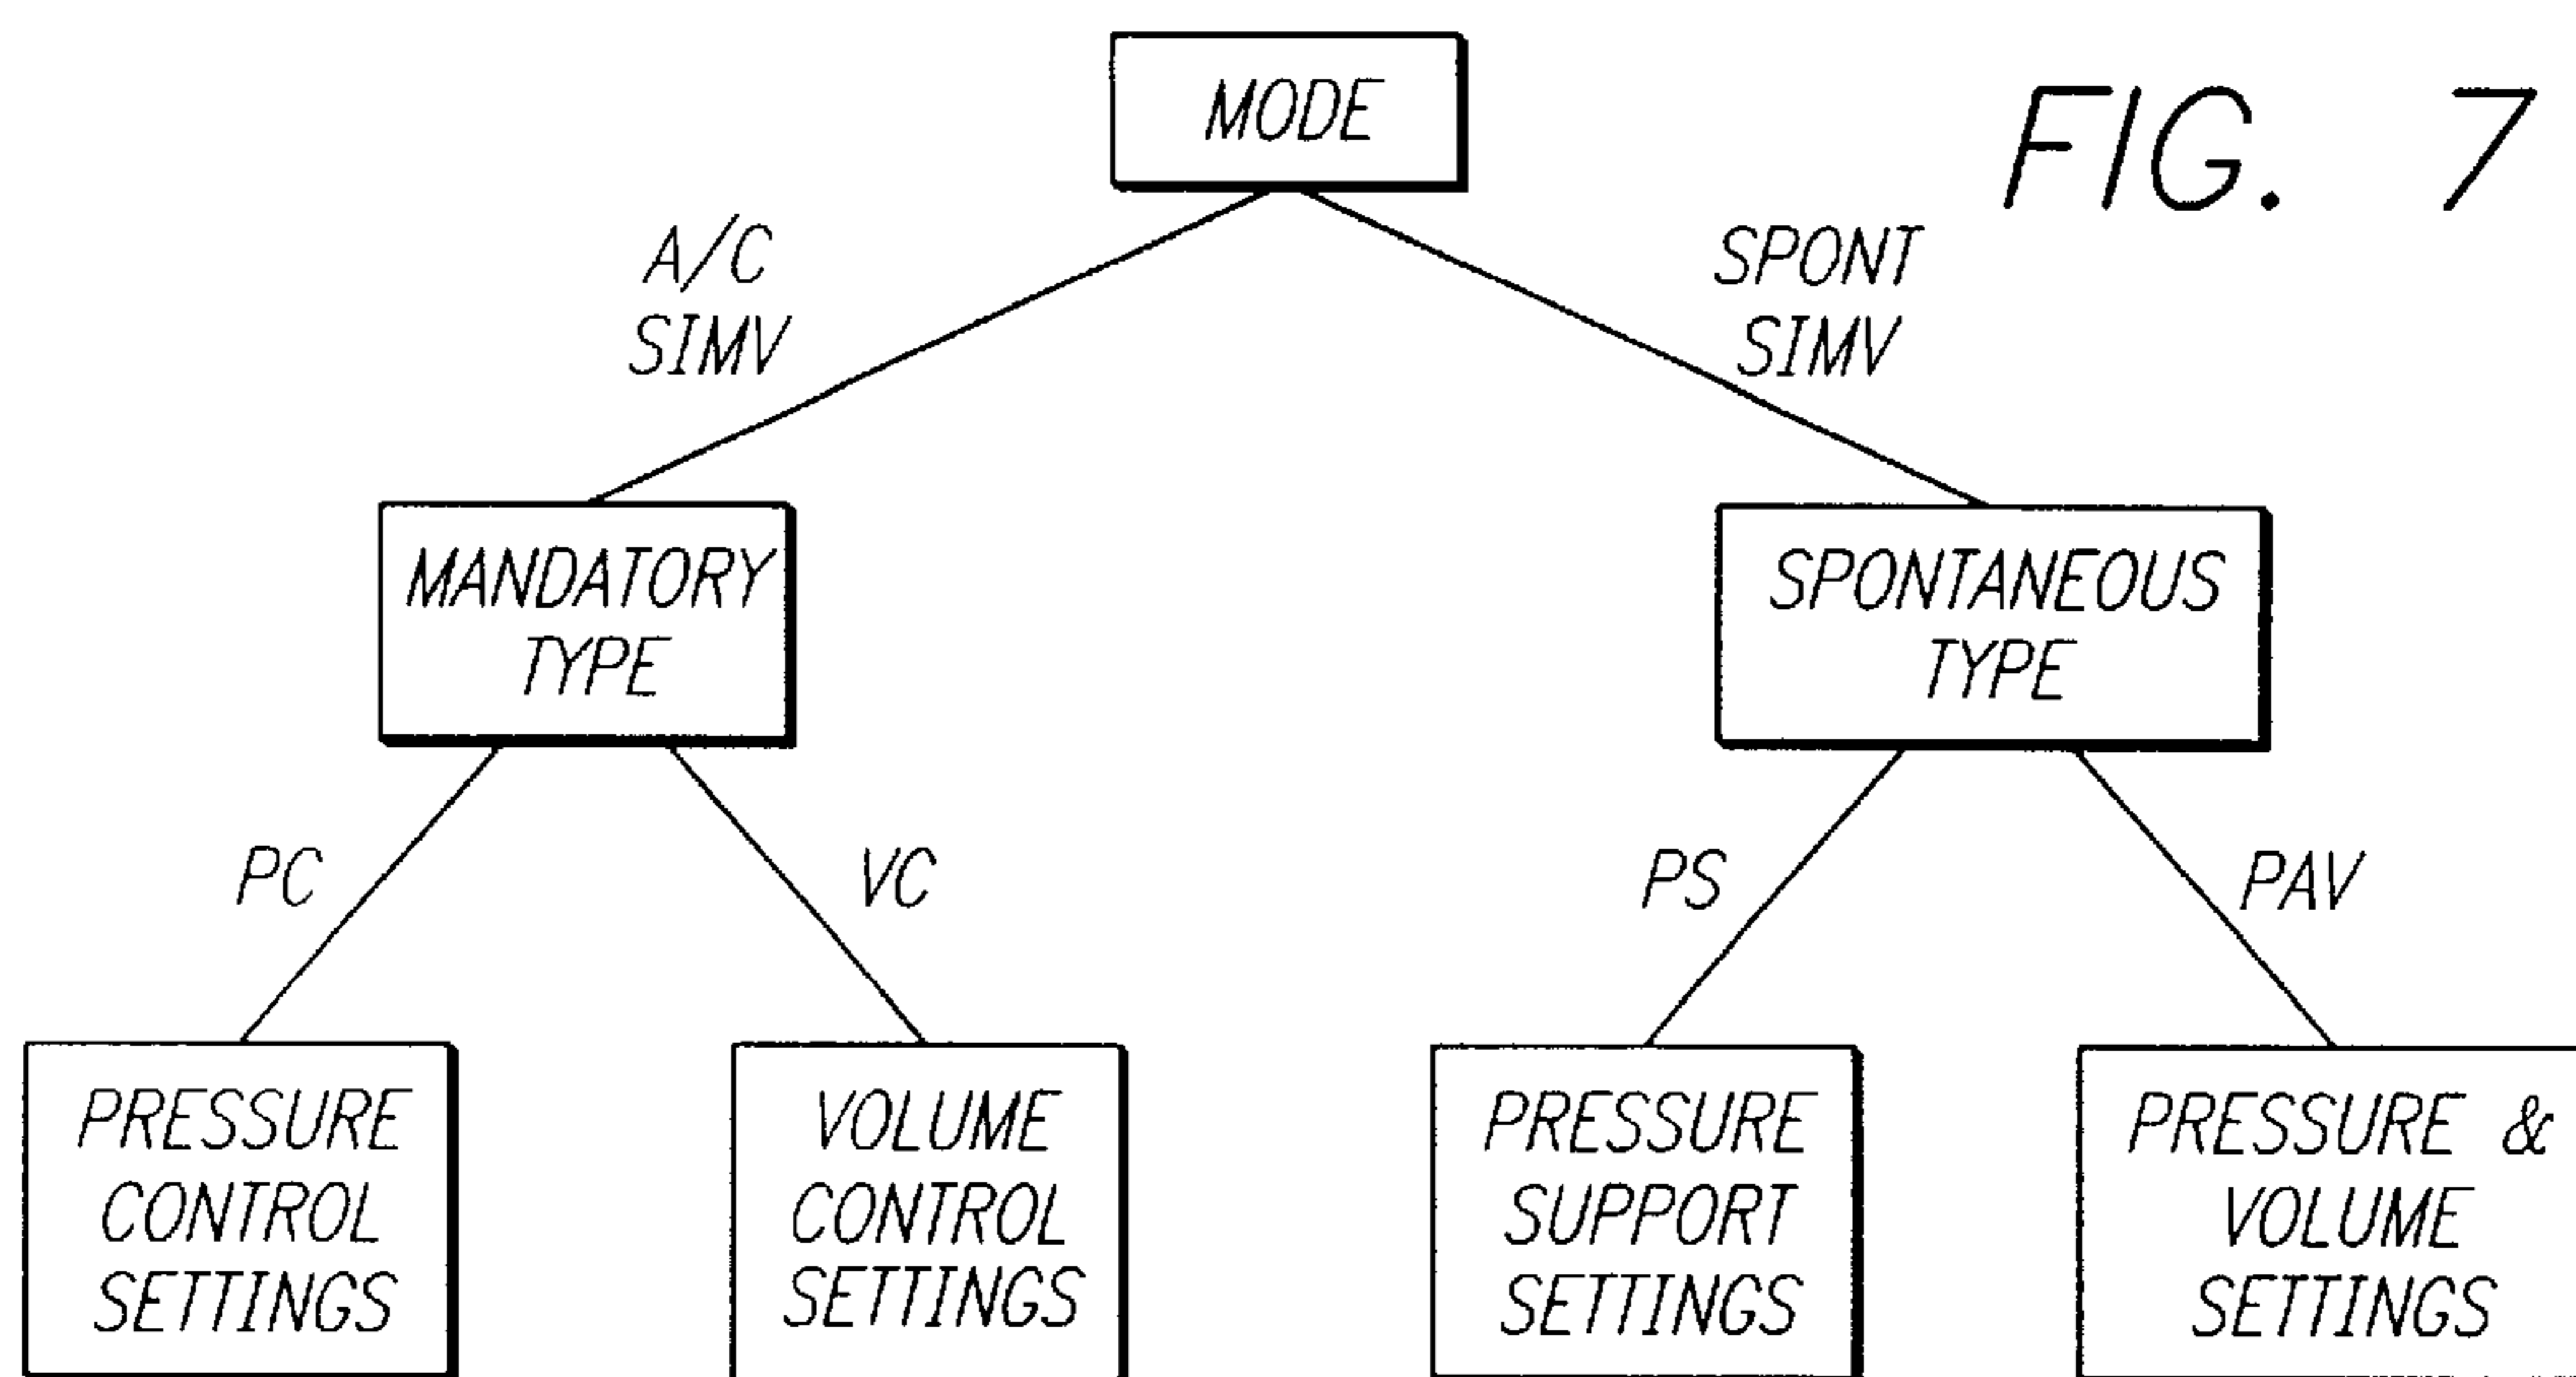 MODE
FIG. 7
A/C
SIMV
SPONT
SIMV
MANDATORY
TYPE
SPONTANEOUS
TYPE
PC
VC
PS
PAV
PRESSURE
CONTROL
SETTINGS
VOLUME
CONTROL
SETTINGS
PRESSURE
SUPPORT
SETTINGS
PRESSURE &
VOLUME
SETTINGS